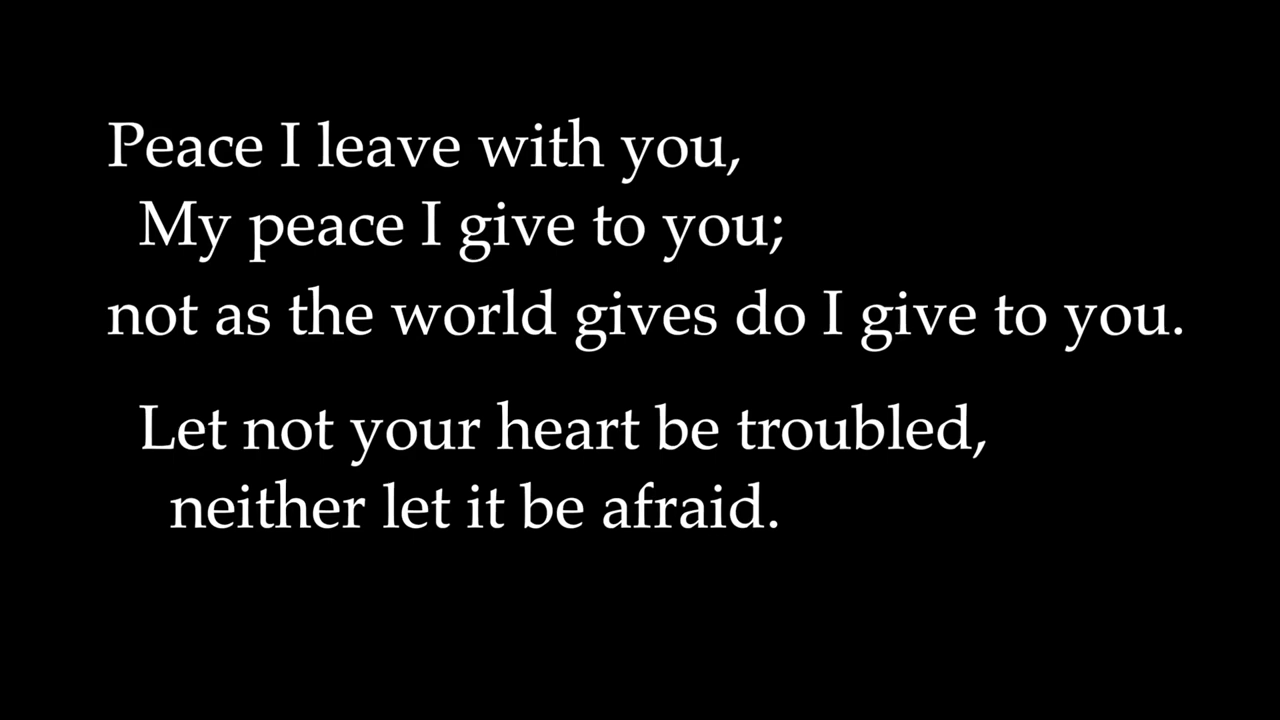 Peace I leave with you,
My peace I give to you;
not as the world gives do I give to you.
Let not your heart be troubled,
neither let it be afraid.